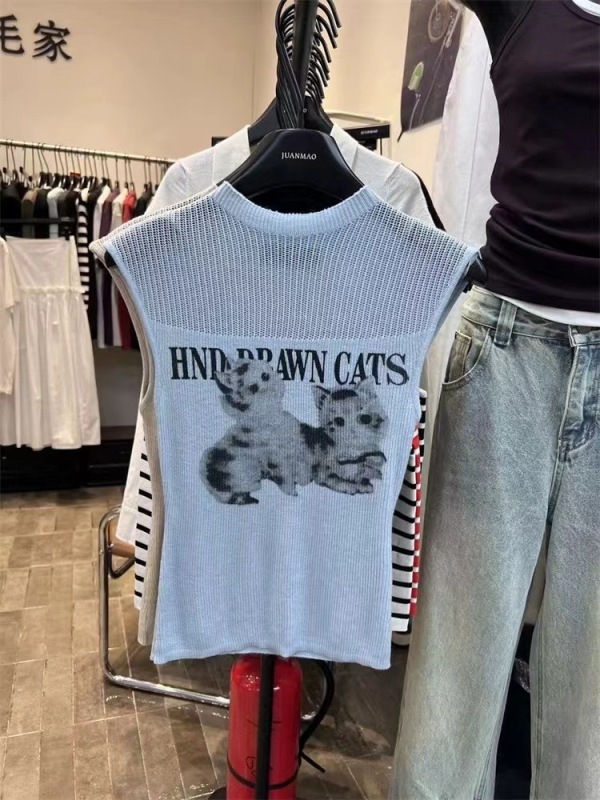 毛家
JUANMAO
HND DRAWN CATS